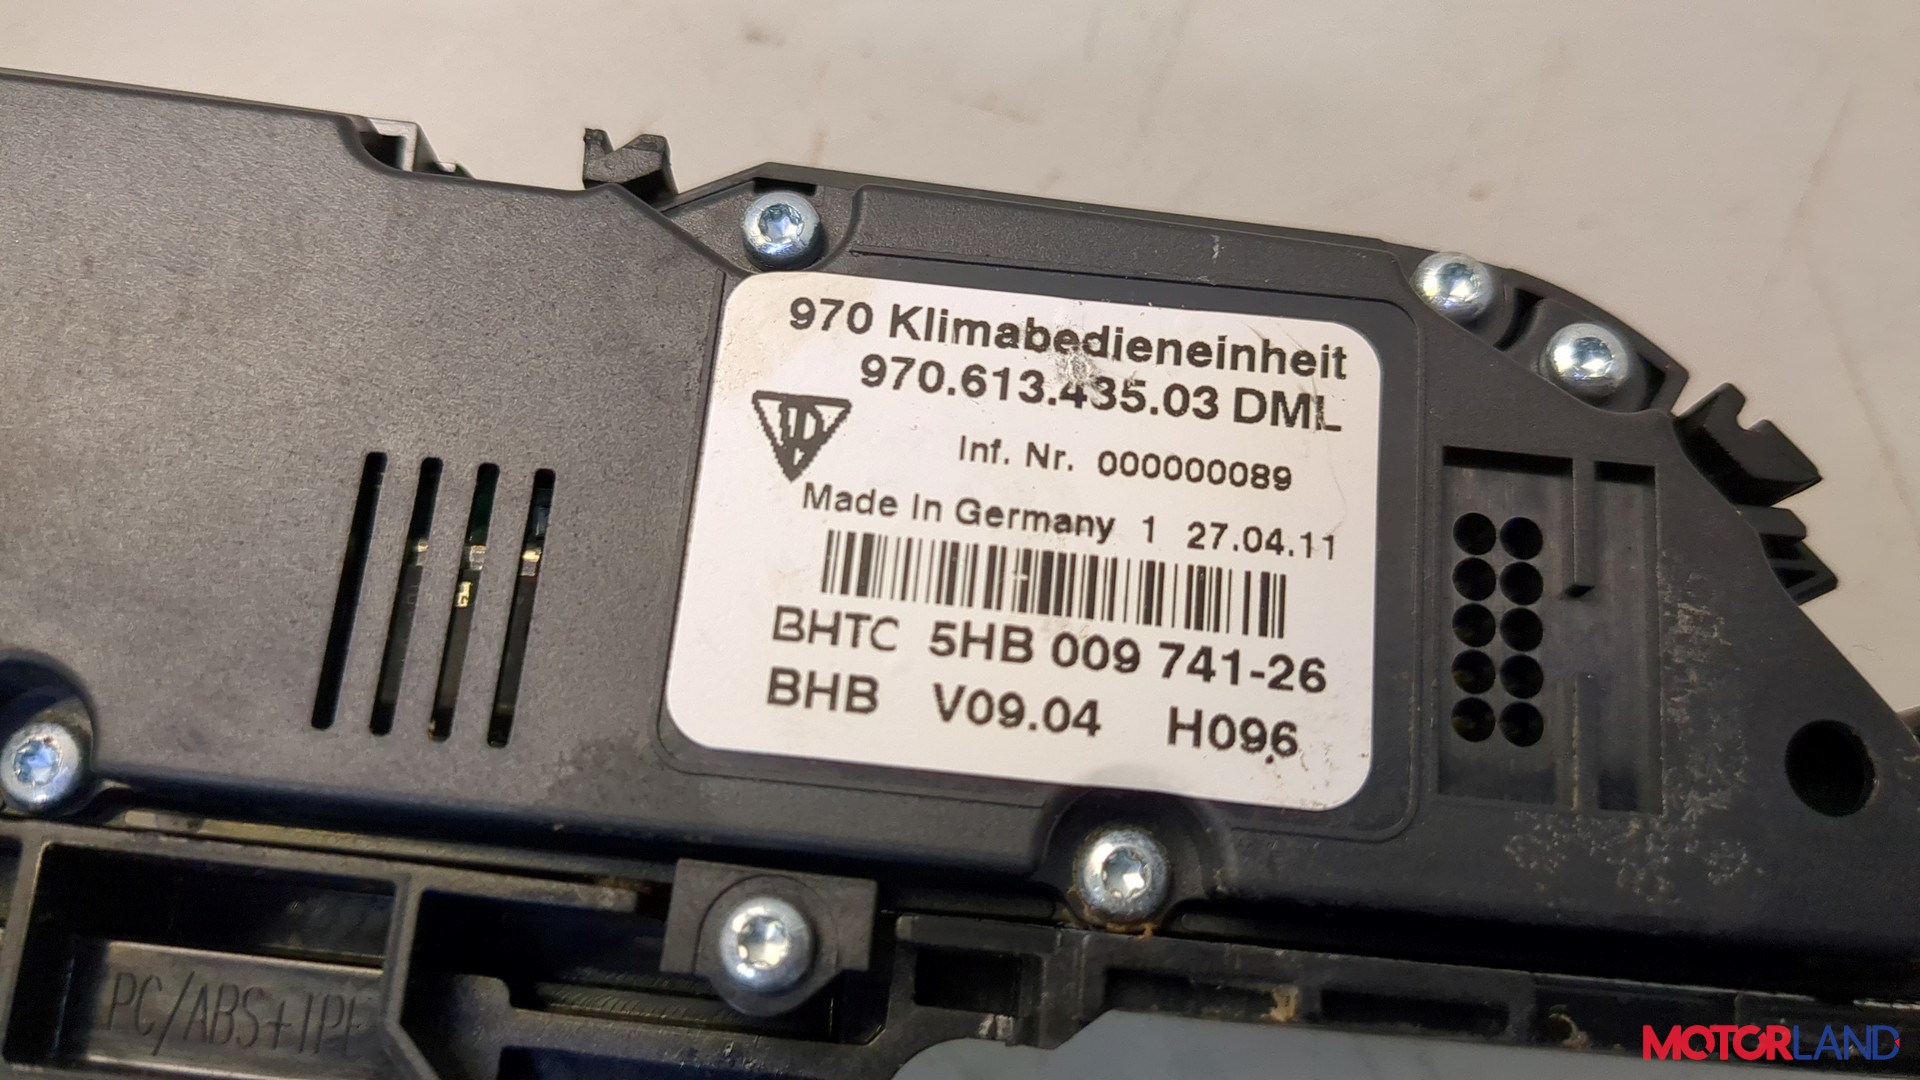 970 Klimabedieneinheit
970.613.435.03 DML
Inf. Nr. 000000089
Made In Germany 1 27.04.11
BHTC 5HB 009 741-26
BHB V09.04 H096
PC/ABS+IPE
MOTORLAND